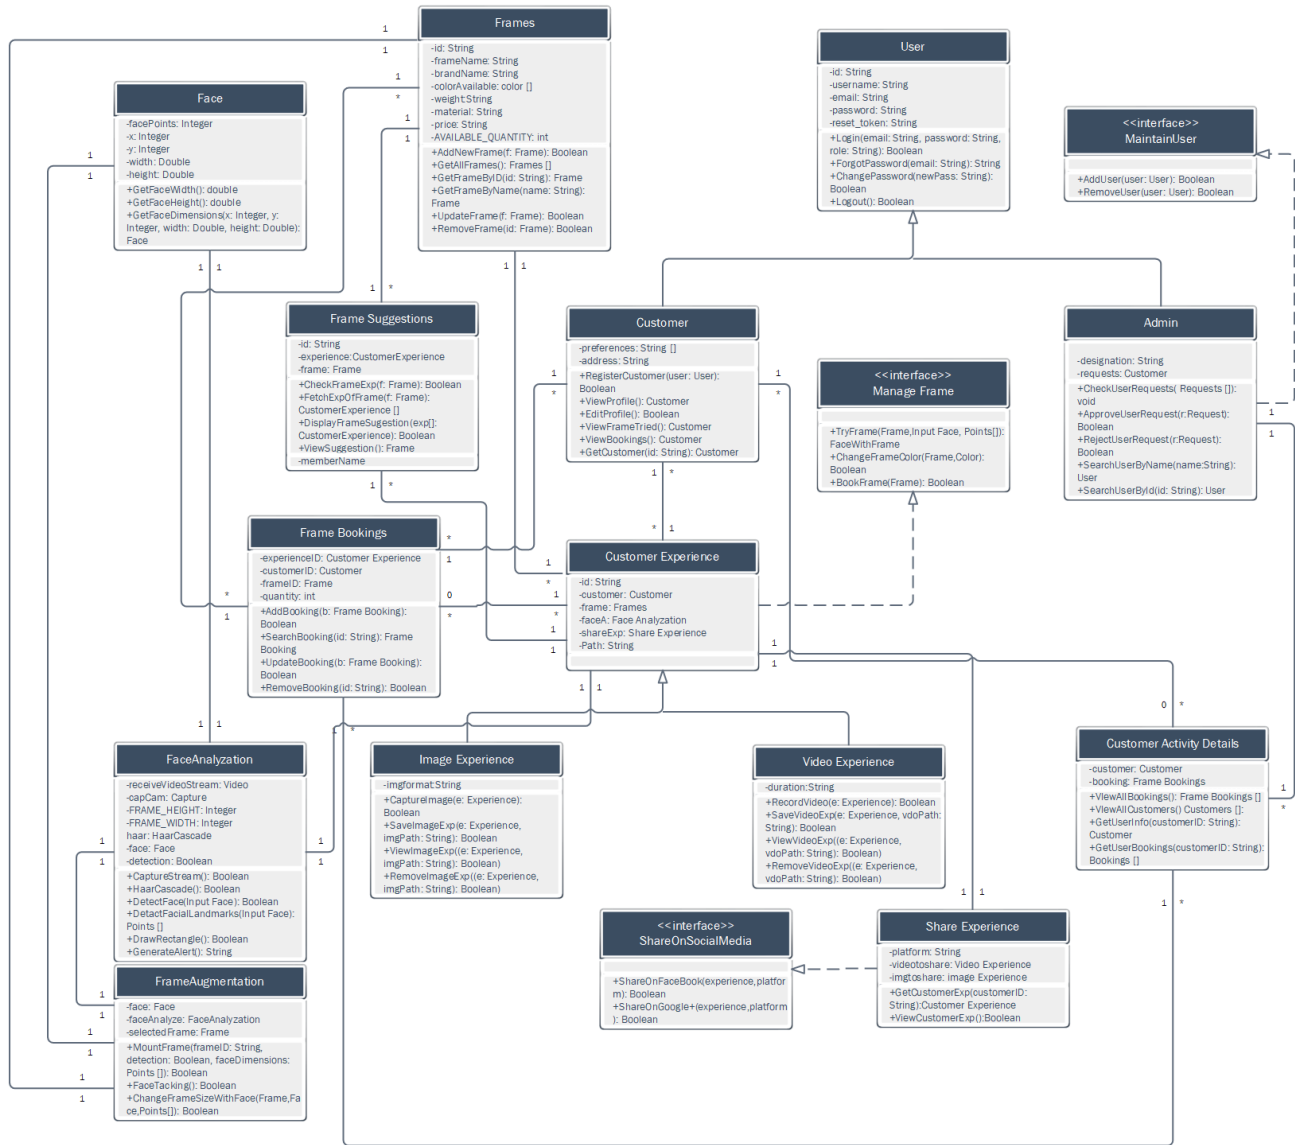 Frames
-id: String
-frameName: String
-brandName: String
-colorAvailable: color []
-weight:String
-material: String
-price: String
-AVAILABLE_QUANTITY: int
+AddNewFrame(f: Frame): Boolean
+GetAllFrames(): Frames []
+GetFrameByID(id: String): Frame
+GetFrameByName(name: String):
Frame
+UpdateFrame(f: Frame): Boolean
+RemoveFrame(id: Frame): Boolean
User
-id: String
-username: String
-email: String
-password: String
-reset_token: String
+Login(email: String, password: String,
role: String): Boolean
+ForgotPassword(email: String): String
+ChangePassword(newPass: String):
Boolean
+Logout(): Boolean
Face
-facePoints: Integer
-x: Integer
-y: Integer
-width: Double
-height: Double
+GetFaceWidth(): double
+GetFaceHeight(): double
+GetFaceDimensions(x: Integer, y:
Integer, width: Double, height: Double):
Face
<<interface>>
MaintainUser
+AddUser(user: User): Boolean
+RemoveUser(user: User): Boolean
Frame Suggestions
-id: String
-experience:CustomerExperience
-frame: Frame
+CheckFrameExp(f: Frame): Boolean
+FetchExpOfFrame(f: Frame):
CustomerExperience []
+DisplayFrameSugestion(exp[]:
CustomerExperience): Boolean
+ViewSuggestion(): Frame
-memberName
Customer
-preferences: String []
-address: String
+RegisterCustomer(user: User):
Boolean
+ViewProfile(): Customer
+EditProfile(): Boolean
+ViewFrameTried(): Customer
+ViewBookings(): Customer
+GetCustomer(id: String): Customer
<<interface>>
Manage Frame
+TryFrame(Frame,Input Face, Points[]):
FaceWithFrame
+ChangeFrameColor(Frame,Color):
Boolean
+BookFrame(Frame): Boolean
Admin
-designation: String
-requests: Customer
+CheckUserRequests( Requests []):
void
+ApproveUserRequest(r:Request):
Boolean
+RejectUserRequest(r:Request):
Boolean
+SearchUserByName(name:String):
User
+SearchUserById(id: String): User
Frame Bookings
-experienceID: Customer Experience
-customerID: Customer
-frameID: Frame
-quantity: int
+AddBooking(b: Frame Booking):
Boolean
+SearchBooking(id: String): Frame
Booking
+UpdateBooking(b: Frame Booking):
Boolean
+RemoveBooking(id: String): Boolean
Customer Experience
-id: String
-customer: Customer
-frame: Frames
-faceA: Face Analyzation
-shareExp: Share Experience
-Path: String
FaceAnalyzation
-receiveVideoStream: Video
-capCam: Capture
-FRAME_HEIGHT: Integer
-FRAME_WIDTH: Integer
haar: HaarCascade
-face: Face
-detection: Boolean
+CaptureStream(): Boolean
+HaarCascade(): Boolean
+DetectFace(Input Face): Boolean
+DetactFacialLandmarks(Input Face):
Points []
+DrawRectangle(): Boolean
+GenerateAlert(): String
Image Experience
-imgformat:String
+CaptureImage(e: Experience):
Boolean
+SaveImageExp(e: Experience,
imgPath: String): Boolean)
+ViewImageExp((e: Experience,
imgPath: String): Boolean)
+RemoveImageExp((e: Experience,
imgPath: String): Boolean)
Video Experience
-duration:String
+RecordVideo(e: Experience): Boolean
+SaveVideoExp(e: Experience, vdoPath:
String): Boolean
+ViewVideoExp((e: Experience,
vdoPath: String): Boolean)
+RemoveVideoExp((e: Experience,
vdoPath: String): Boolean)
Customer Activity Details
-customer: Customer
-booking: Frame Bookings
+ViewAllBookings(): Frame Bookings []
+ViewAllCustomers() Customers []:
+GetUserInfo(customerID: String):
Customer
+GetUserBookings(customerID: String):
Bookings []
<<interface>>
ShareOnSocialMedia
+ShareOnFaceBook(experience,platfor
m): Boolean
+ShareOnGoogle+(experience,platform
): Boolean
Share Experience
-platform: String
-videotoshare: Video Experience
-imgtoshare: image Experience
+GetCustomerExp(customerID:
String):Customer Experience
+ViewCustomerExp():Boolean
FrameAugmentation
-face: Face
-faceAnalyze: FaceAnalyzation
-selectedFrame: Frame
+MountFrame(frameID: String,
detection: Boolean, faceDimensions:
Points []): Boolean
+FaceTacking(): Boolean
+ChangeFrameSizeWithFace(Frame,Fa
ce,Points[]): Boolean